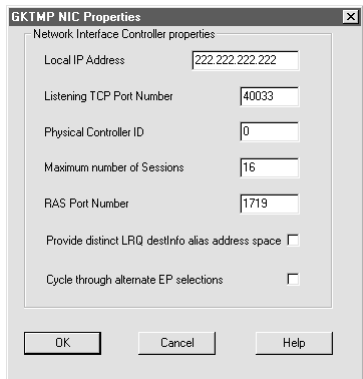 GKTMP NIC Properties
Network Interface Controller properties
Local IP Address 222.222.222.222
Listening TCP Port Number 40033
Physical Controller ID 0
Maximum number of Sessions 16
RAS Port Number 1719
Provide distinct LRQ destInfo alias address space
Cycle through alternate EP selections
OK Cancel Help